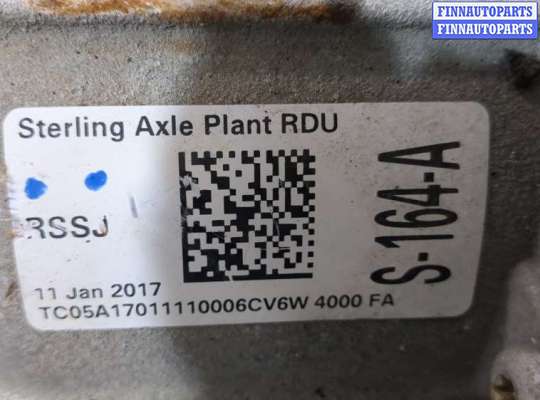 FINNAUTOPARTS
FINNAUTOPARTS
Sterling Axle Plant RDU
RSSJ
S-164-A
11 Jan 2017
TC05A17011110006CV6W 4000 FA